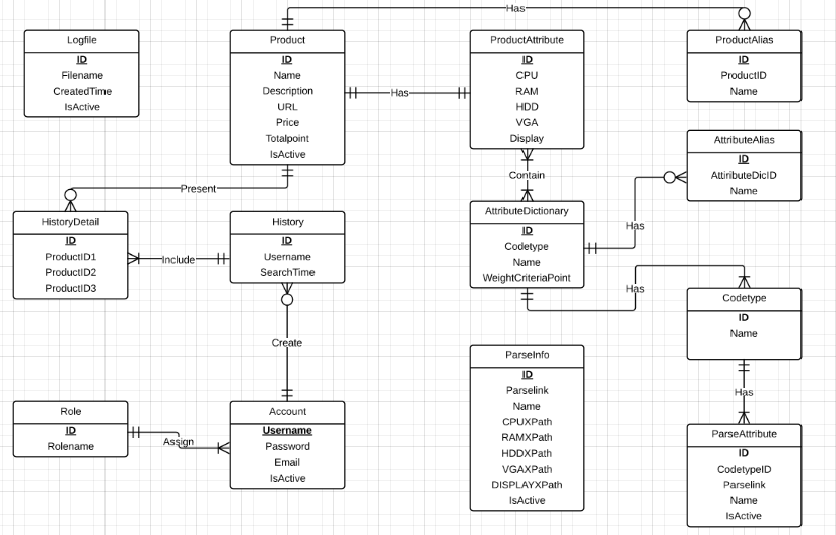 Has
Logfile
ID
Filename
CreatedTime
IsActive
Product
ID
Name
Description
URL
Price
Totalpoint
IsActive
Has
ProductAttribute
ID
CPU
RAM
HDD
VGA
Display
ProductAlias
ID
ProductID
Name
AttributeAlias
ID
AttiributeDicID
Name
Contain
Present
HistoryDetail
ID
ProductID1
ProductID2
ProductID3
Include
History
ID
Username
SearchTime
AttributeDictionary
ID
Codetype
Name
WeightCriteriaPoint
Has
Has
Codetype
ID
Name
Create
Has
Role
ID
Rolename
Assign
Account
Username
Password
Email
IsActive
ParseInfo
ID
Parselink
Name
CPUXPath
RAMXPath
HDDXPath
VGAXPath
DISPLAYXPath
IsActive
ParseAttribute
ID
CodetypeID
Parselink
Name
IsActive